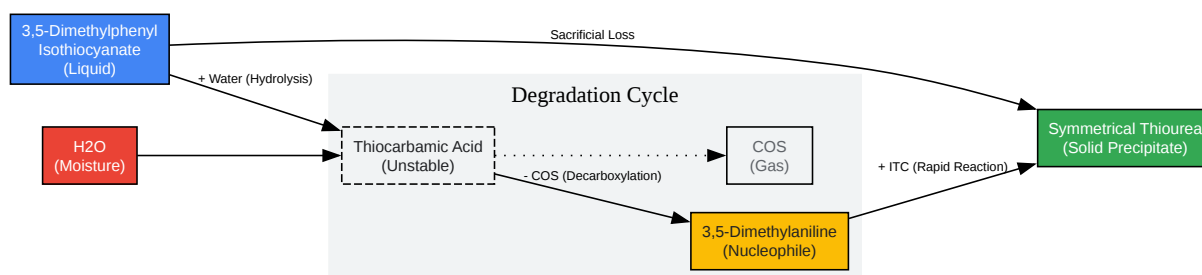 3,5-Dimethylphenyl
Isothiocyanate
(Liquid)
Sacrificial Loss
+ Water (Hydrolysis)
Degradation Cycle
H2O
(Moisture)
Thiocarbamic Acid
(Unstable)
COS
(Gas)
Symmetrical Thiourea
(Solid Precipitate)
- COS (Decarboxylation)
+ ITC (Rapid Reaction)
3,5-Dimethylaniline
(Nucleophile)